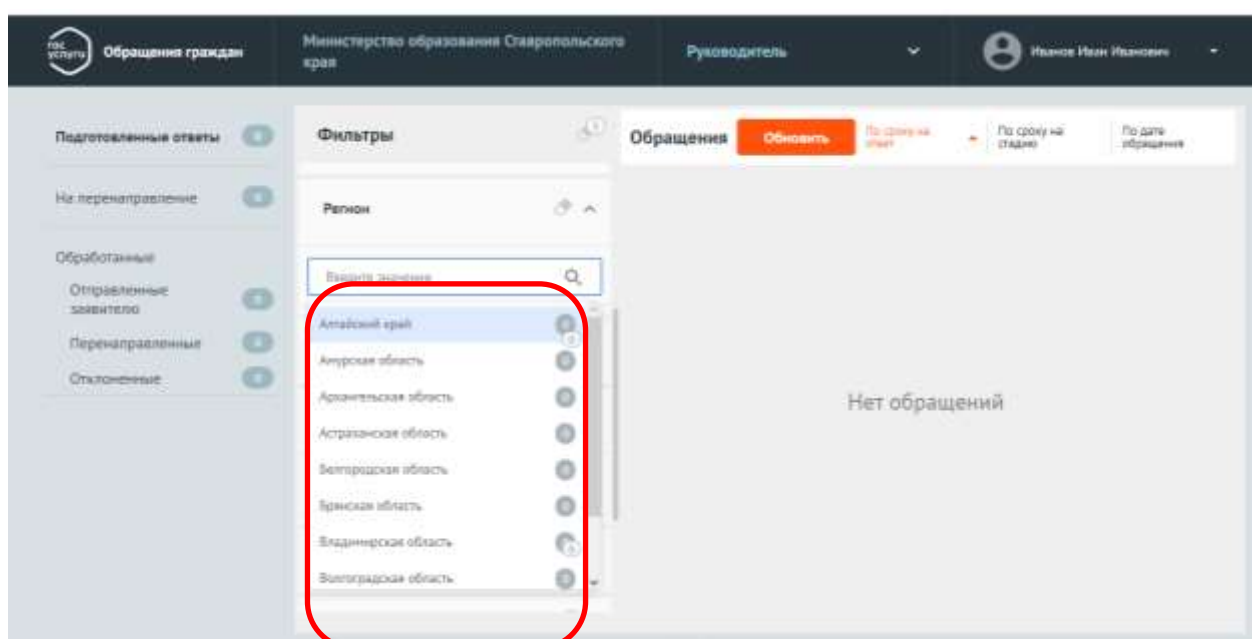 гос
услуги
Обращения граждан
Министерство образования Ставропольского
края
Руководитель
Иванов Иван Иванович
Подготовленные ответы
На перенаправление
Обработанные
Отправленные
заявителю
Перенаправленные
Отклоненные
Фильтры
Регион
Введите значение
Алтайский край
Амурская область
Архангельская область
Астраханская область
Белгородская область
Брянская область
Владимирская область
Волгоградская область
Обращения
Обновить
По сроку на
ответ
По сроку на
стадию
По дате
обращения
Нет обращений